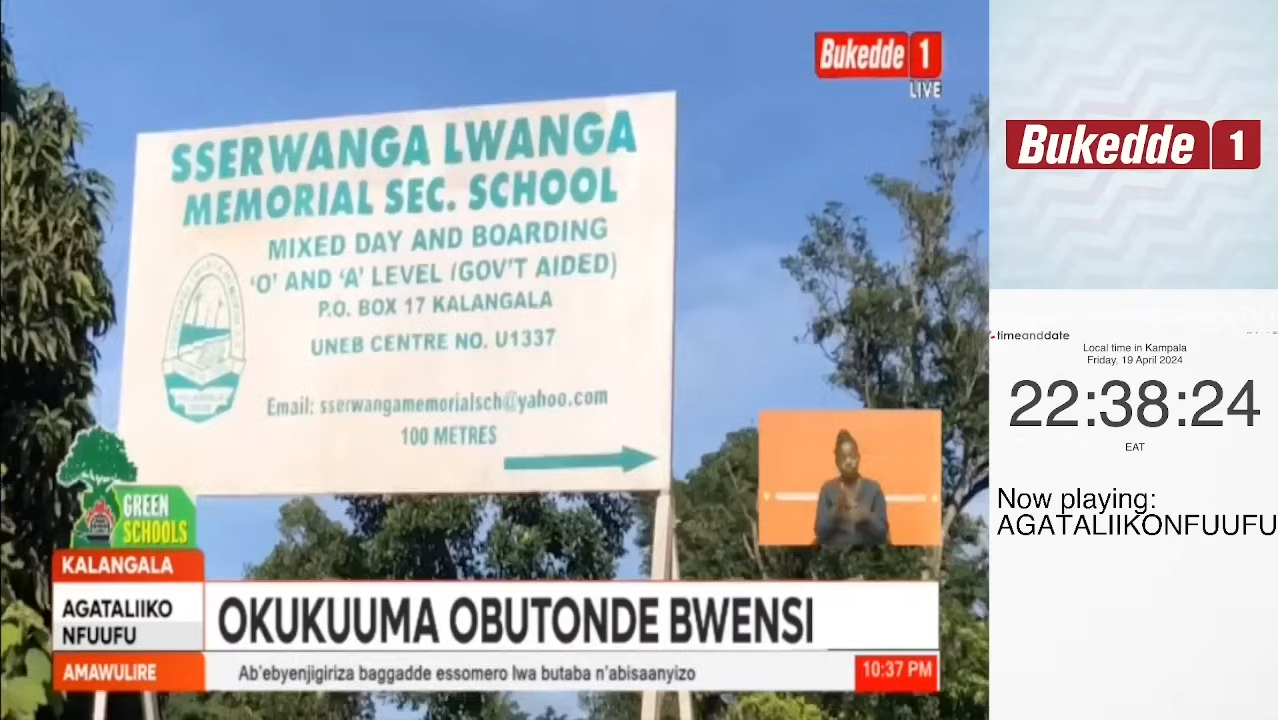 Bukedde 1
LIVE
SSERWANGA LWANGA
MEMORIAL SEC. SCHOOL
MIXED DAY AND BOARDING
'O' AND 'A' LEVEL (GOV'T AIDED)
P.O. BOX 17 KALANGALA
UNEB CENTRE NO. U1337
Email: sserwangamemorialsch@yahoo.com
100 METRES
GREEN
SCHOOLS
KALANGALA
AGATALIIKO
NFUUFU
OKUKUUMA OBUTONDE BWENSI
AMAWULIRE
Ab'ebyenjigiriza baggadde essomero lwa butaba n'abisaanyizo
10:37 PM
Bukedde 1
timeanddate
Local time in Kampala
Friday, 19 April 2024
22:38:24
EAT
Now playing:
AGATALIIKONFUUFU